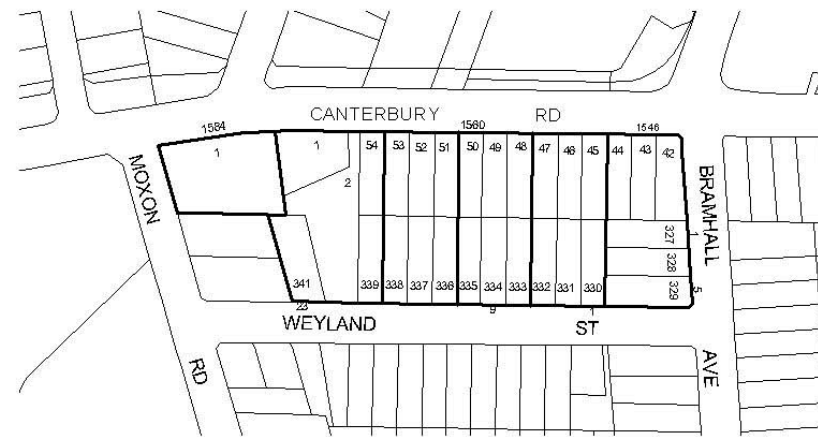 CANTERBURY RD
1584 1560 1546
1 1 54 53 52 51 50 49 48 47 46 45 44 43 42
2
MOXON
BRAMHALL
327 1
328
341 339 338 337 336 335 334 333 332 331 330 329 5
23 9 1
WEYLAND ST
RD
AVE